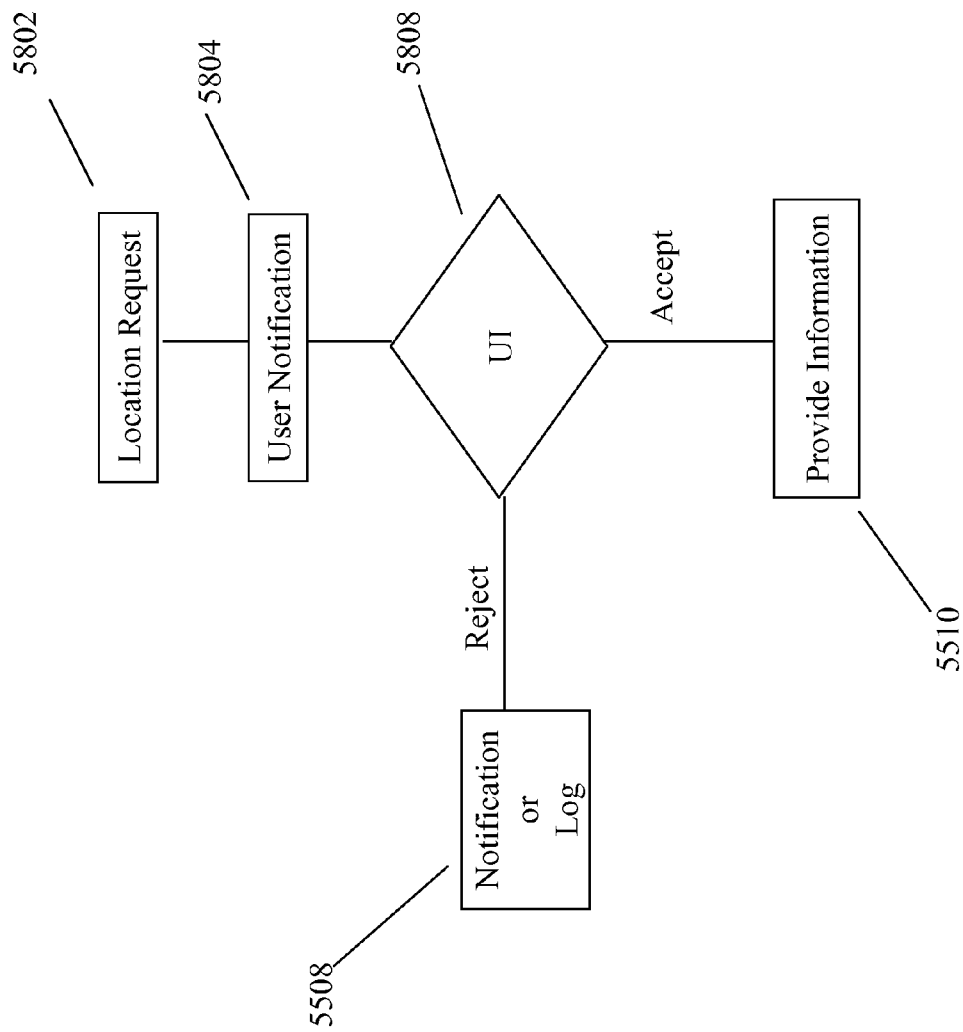 5802
Location Request
5804
User Notification
5808
UI
Reject
Accept
Notification
or
Log
5508
Provide Information
5510